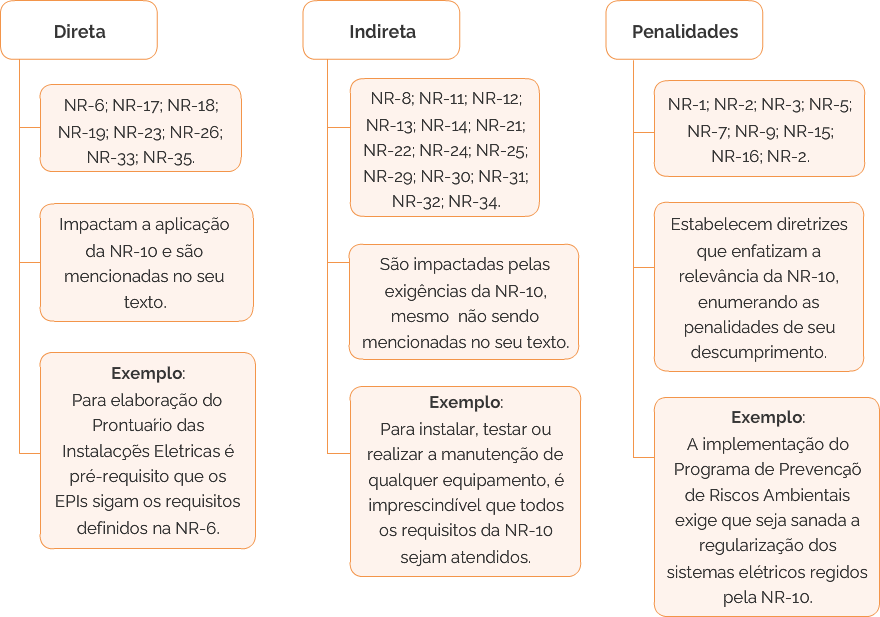 Direta
NR-6; NR-17; NR-18;
NR-19; NR-23; NR-26;
NR-33; NR-35.
Impactam a aplicação
da NR-10 e são
mencionadas no seu
texto.
Exemplo:
Para elaboração do
Prontuário das
Instalações Eletricas é
pré-requisito que os
EPIs sigam os requisitos
definidos na NR-6.
Indireta
NR-8; NR-11; NR-12;
NR-13; NR-14; NR-21;
NR-22; NR-24; NR-25;
NR-29; NR-30; NR-31;
NR-32; NR-34.
São impactadas pelas
exigências da NR-10,
mesmo não sendo
mencionadas no seu texto.
Exemplo:
Para instalar, testar ou
realizar a manutenção de
qualquer equipamento, é
imprescindível que todos
os requisitos da NR-10
sejam atendidos.
Penalidades
NR-1; NR-2; NR-3; NR-5;
NR-7; NR-9; NR-15;
NR-16; NR-2.
Estabelecem diretrizes
que enfatizam a
relevância da NR-10,
enumerando as
penalidades de seu
descumprimento.
Exemplo:
A implementação do
Programa de Prevenção
de Riscos Ambientais
exige que seja sanada a
regularização dos
sistemas elétricos regidos
pela NR-10.